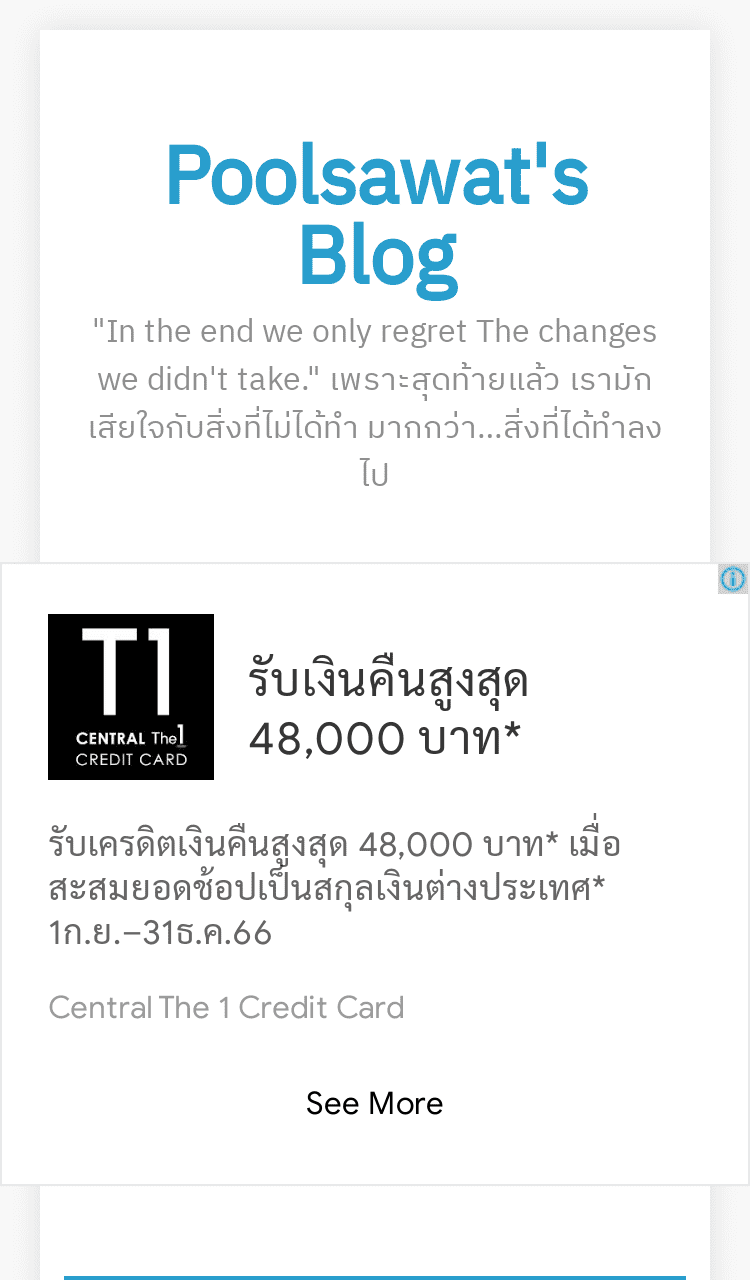 Poolsawat's
Blog
"In the end we only regret The changes
we didn't take." เพราะสุดท้ายแล้ว เรามัก
เสียใจกับสิ่งที่ไม่ได้ทำ มากกว่า...สิ่งที่ได้ทำลง
ไป
T1
CENTRAL The1
CREDIT CARD
รับเงินคืนสูงสุด
48,000 บาท*
รับเครดิตเงินคืนสูงสุด 48,000 บาท* เมื่อ
สะสมยอดช้อปเป็นสกุลเงินต่างประเทศ*
1ก.ย.–31ธ.ค.66
Central The 1 Credit Card
See More